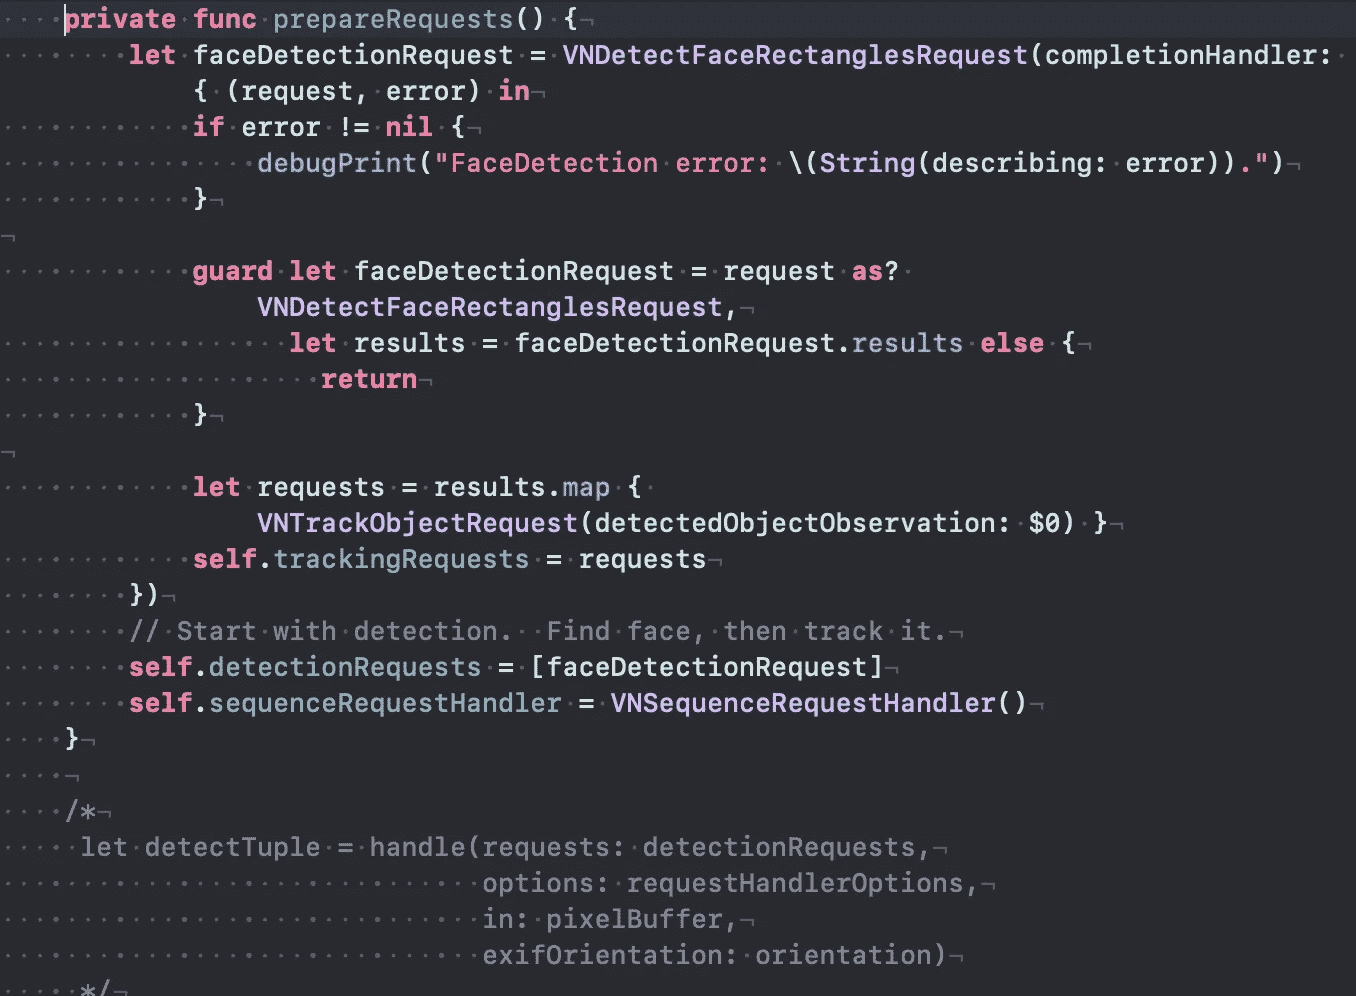 private func prepareRequests() {
let faceDetectionRequest = VNDetectFaceRectanglesRequest(completionHandler:
{ (request, error) in
if error != nil {
debugPrint("FaceDetection error: \(String(describing: error)).")
}
guard let faceDetectionRequest = request as?
VNDetectFaceRectanglesRequest,
let results = faceDetectionRequest.results else {
return
}
let requests = results.map {
VNTrackObjectRequest(detectedObjectObservation: $0) }
self.trackingRequests = requests
})
// Start with detection.  Find face, then track it.
self.detectionRequests = [faceDetectionRequest]
self.sequenceRequestHandler = VNSequenceRequestHandler()
}
/*
let detectTuple = handle(requests: detectionRequests,
options: requestHandlerOptions,
in: pixelBuffer,
exifOrientation: orientation)
*/